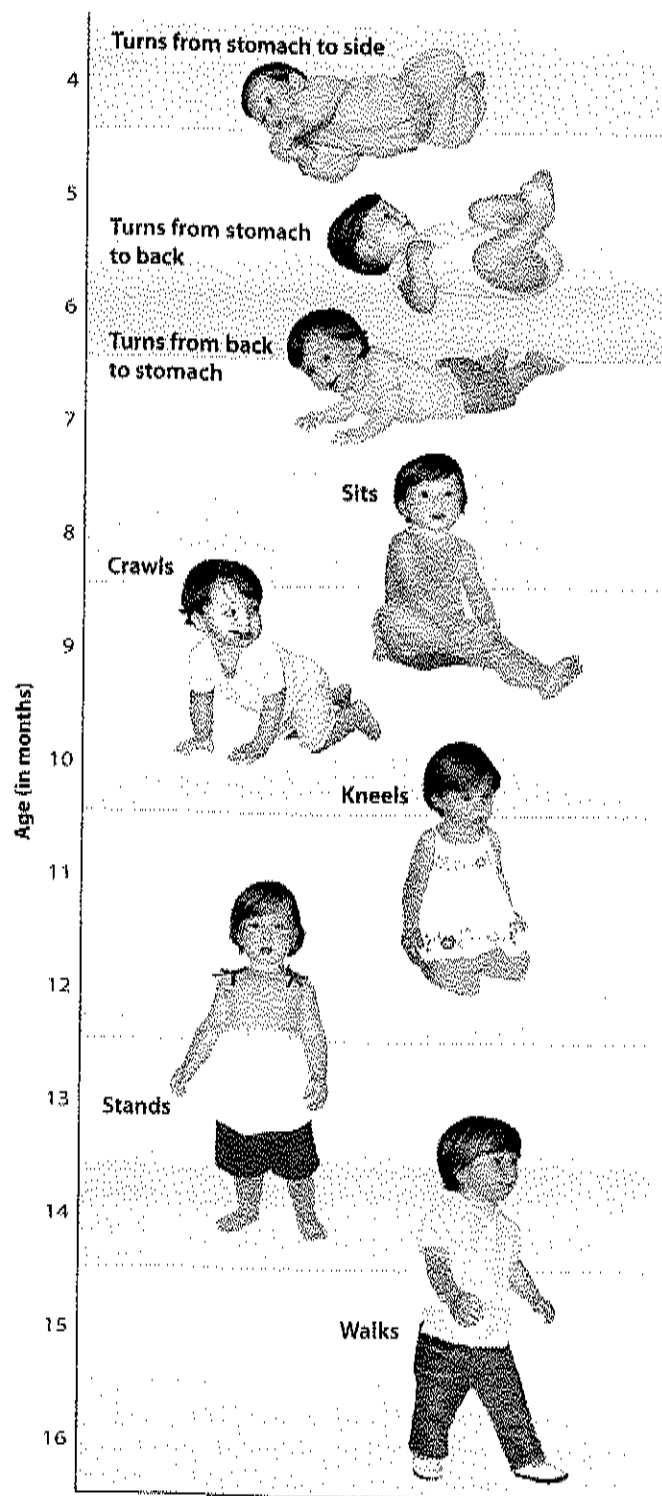 Turns from stomach to side
4
5
Turns from stomach
to back
6
Turns from back
to stomach
7
Sits
8
Crawls
9
Age (in months)
10
Kneels
11
12
13
Stands
14
15
Walks
16